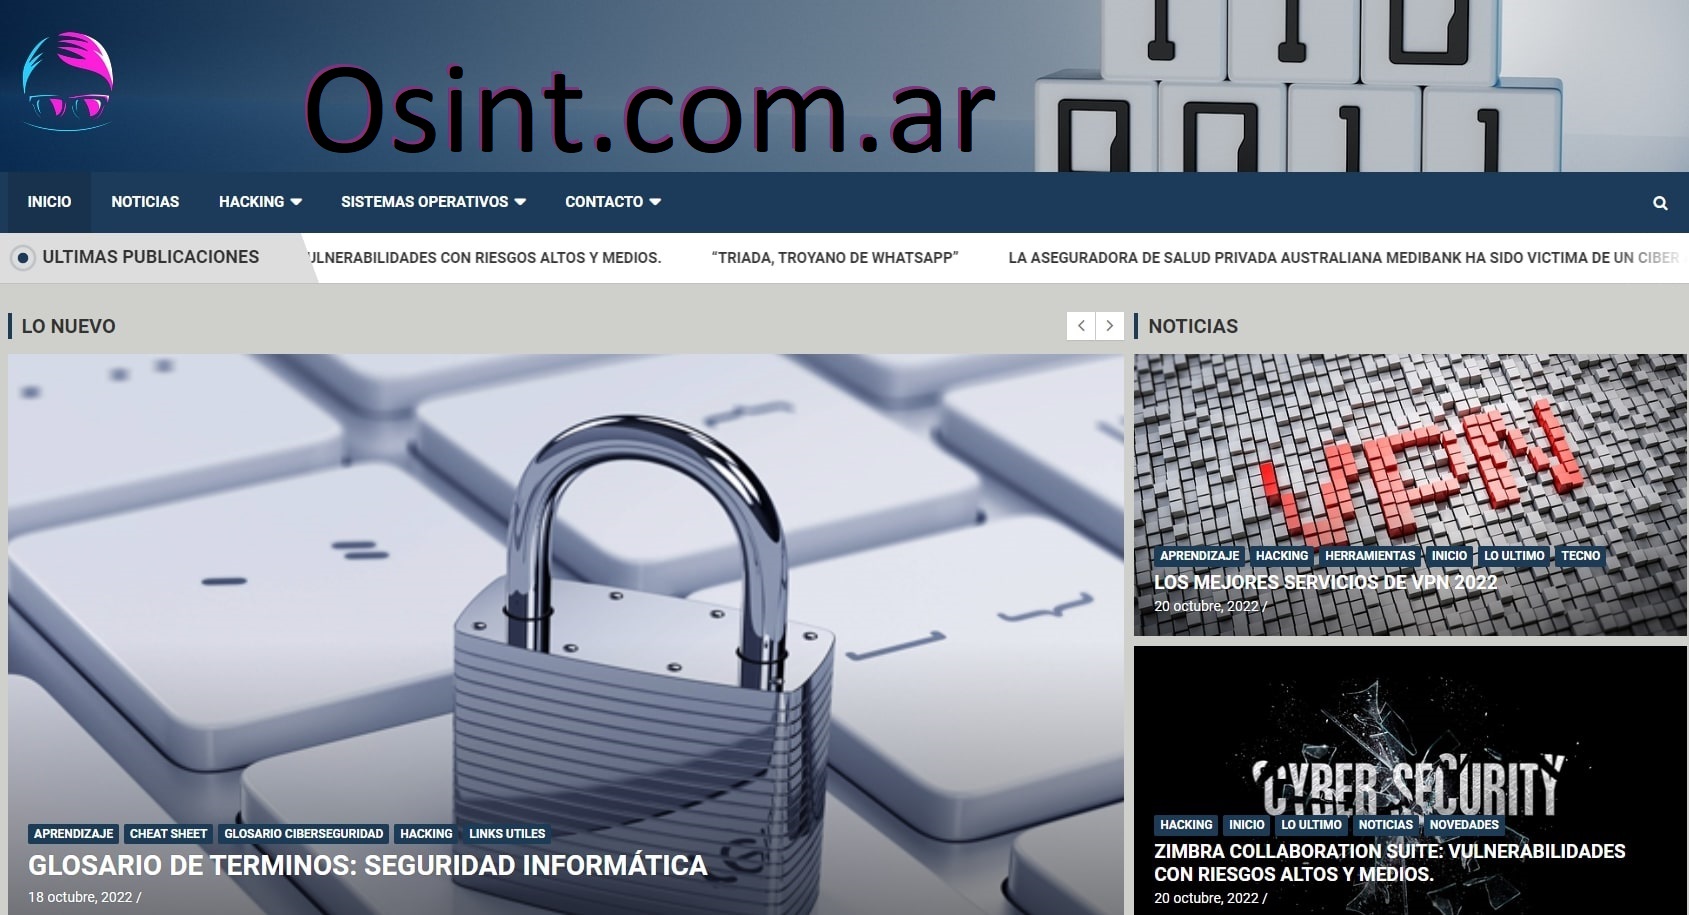 Osint.com.ar
INICIO
NOTICIAS
HACKING
SISTEMAS OPERATIVOS
CONTACTO
ULTIMAS PUBLICACIONES
ULNERABILIDADES CON RIESGOS ALTOS Y MEDIOS.
“TRIADA, TROYANO DE WHATSAPP”
LA ASEGURADORA DE SALUD PRIVADA AUSTRALIANA MEDIBANK HA SIDO VICTIMA DE UN CIBER
LO NUEVO
APRENDIZAJE CHEAT SHEET GLOSARIO CIBERSEGURIDAD HACKING LINKS UTILES
GLOSARIO DE TERMINOS: SEGURIDAD INFORMÁTICA
18 octubre, 2022 /
NOTICIAS
VPN
APRENDIZAJE HACKING HERRAMIENTAS INICIO LO ULTIMO TECNO
LOS MEJORES SERVICIOS DE VPN 2022
20 octubre, 2022 /
CYBER SECURITY
HACKING INICIO LO ULTIMO NOTICIAS NOVEDADES
ZIMBRA COLLABORATION SUITE: VULNERABILIDADES
CON RIESGOS ALTOS Y MEDIOS.
20 octubre, 2022 /